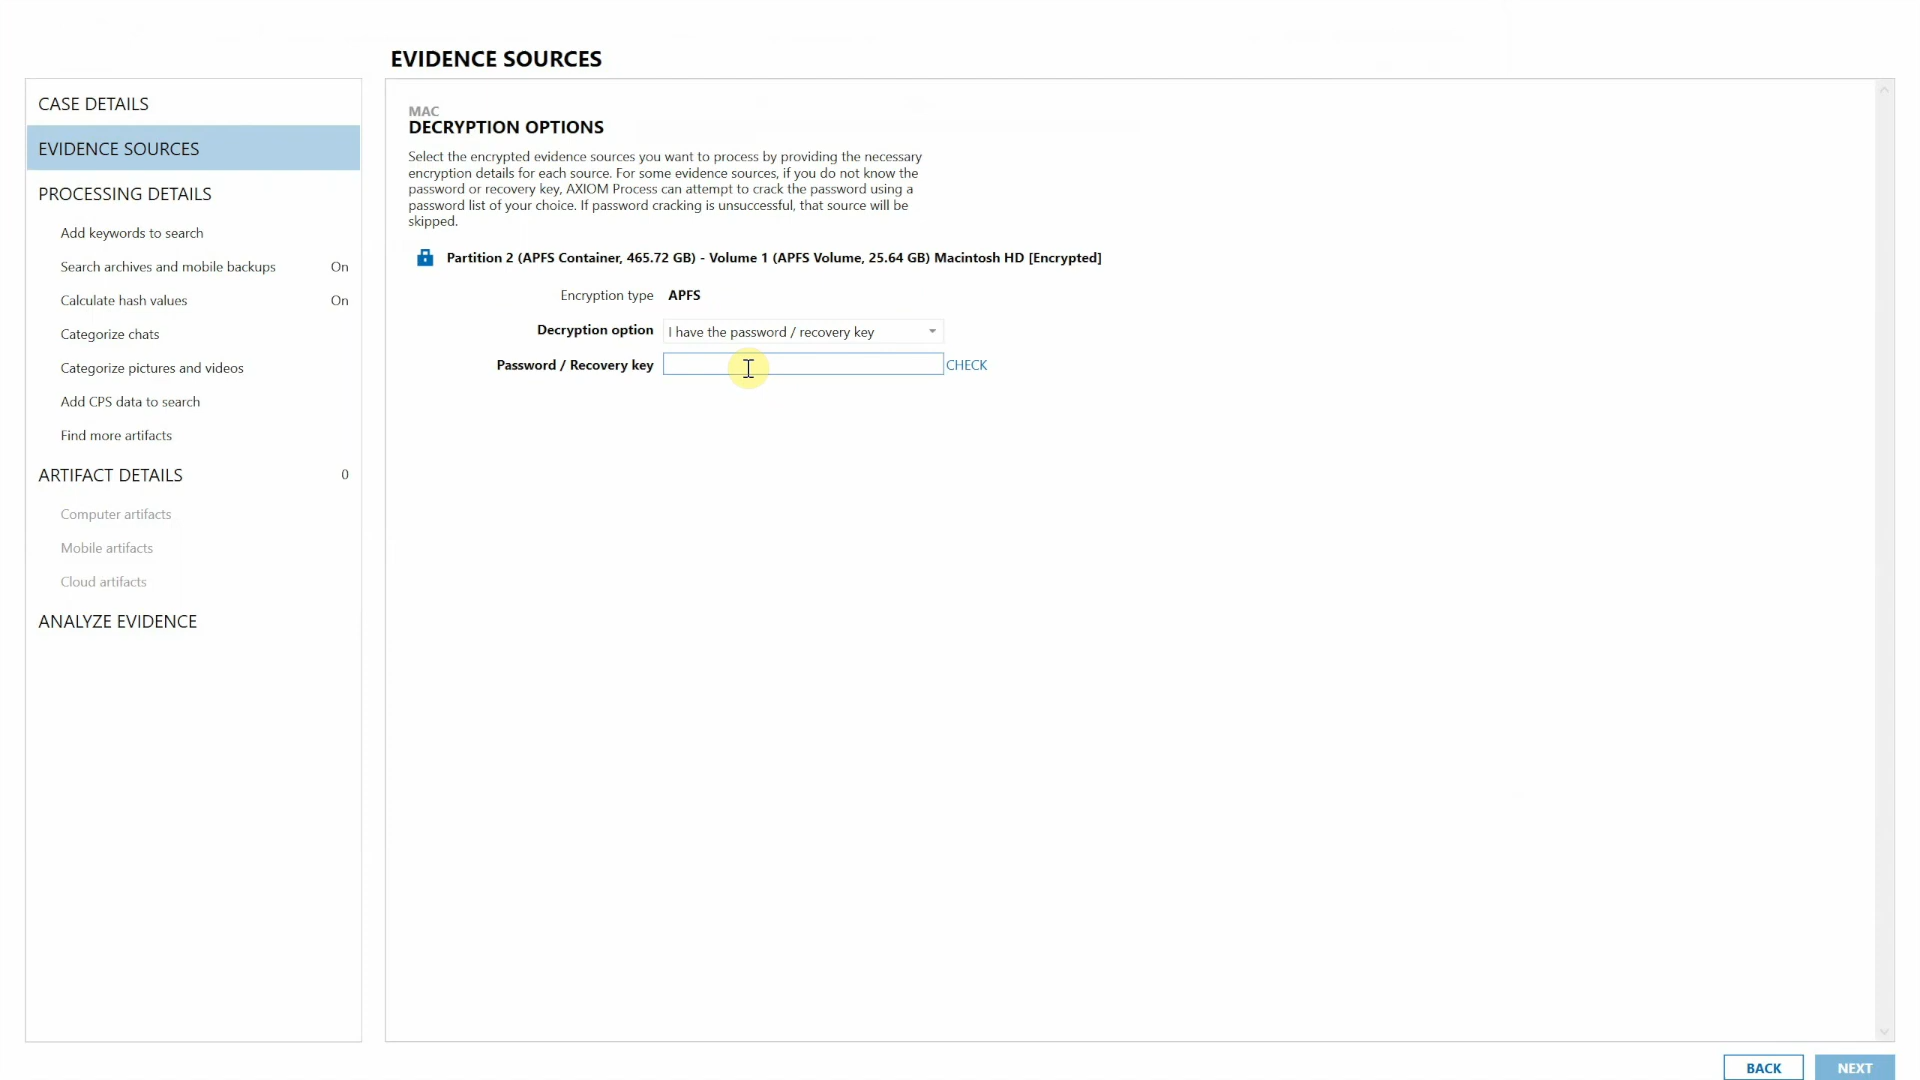 EVIDENCE SOURCES
CASE DETAILS
EVIDENCE SOURCES
PROCESSING DETAILS
Add keywords to search
Search archives and mobile backups On
Calculate hash values On
Categorize chats
Categorize pictures and videos
Add CPS data to search
Find more artifacts
ARTIFACT DETAILS 0
Computer artifacts
Mobile artifacts
Cloud artifacts
ANALYZE EVIDENCE
MAC
DECRYPTION OPTIONS
Select the encrypted evidence sources you want to process by providing the necessary
encryption details for each source. For some evidence sources, if you do not know the
password or recovery key, AXIOM Process can attempt to crack the password using a
password list of your choice. If password cracking is unsuccessful, that source will be
skipped.
Partition 2 (APFS Container, 465.72 GB) - Volume 1 (APFS Volume, 25.64 GB) Macintosh HD [Encrypted]
Encryption type APFS
Decryption option I have the password / recovery key
Password / Recovery key CHECK
BACK NEXT